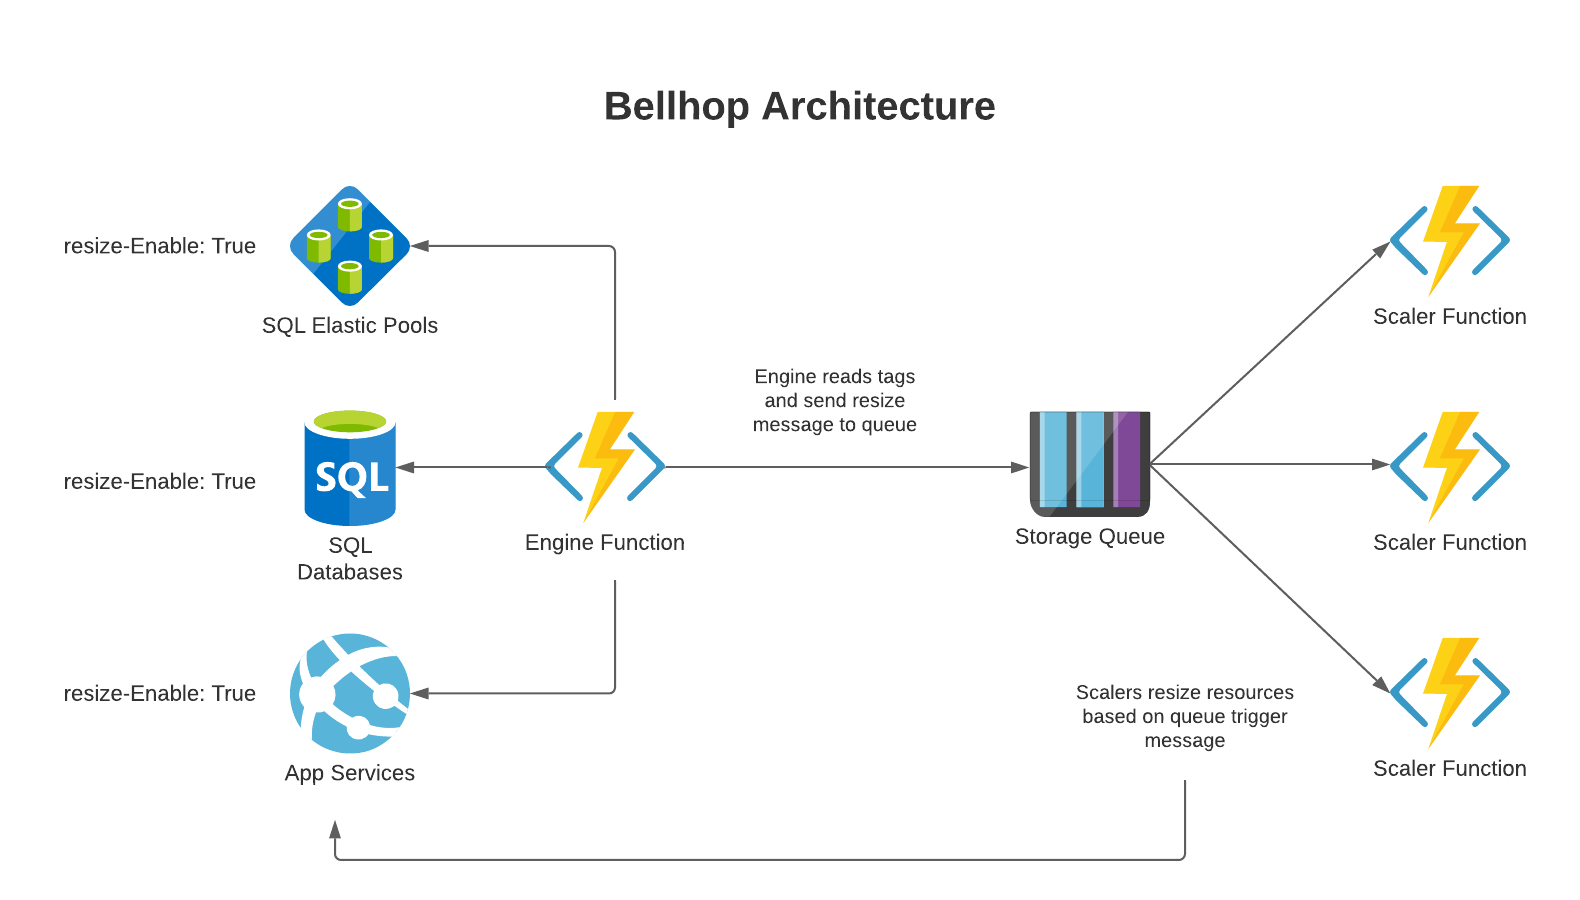 Bellhop Architecture
resize-Enable: True
SQL Elastic Pools
Scaler Function
Engine reads tags
and send resize
message to queue
resize-Enable: True
SQL
SQL
Databases
Engine Function
Storage Queue
Scaler Function
resize-Enable: True
App Services
Scalers resize resources
based on queue trigger
message
Scaler Function